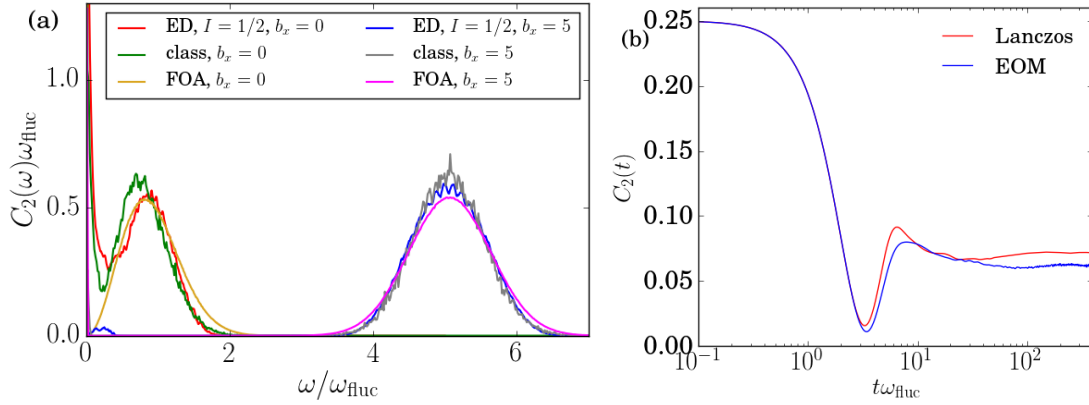 (a)
ED, I = 1/2, b_x = 0
class, b_x = 0
FOA, b_x = 0
ED, I = 1/2, b_x = 5
class, b_x = 5
FOA, b_x = 5
1.0
0.5
0.0
C_2(ω)ω_fluc
0
2
4
6
ω/ω_fluc
(b)
Lanczos
EOM
0.25
0.20
0.15
0.10
0.05
0.00
C_2(t)
10^{-1}
10^0
10^1
10^2
tω_fluc